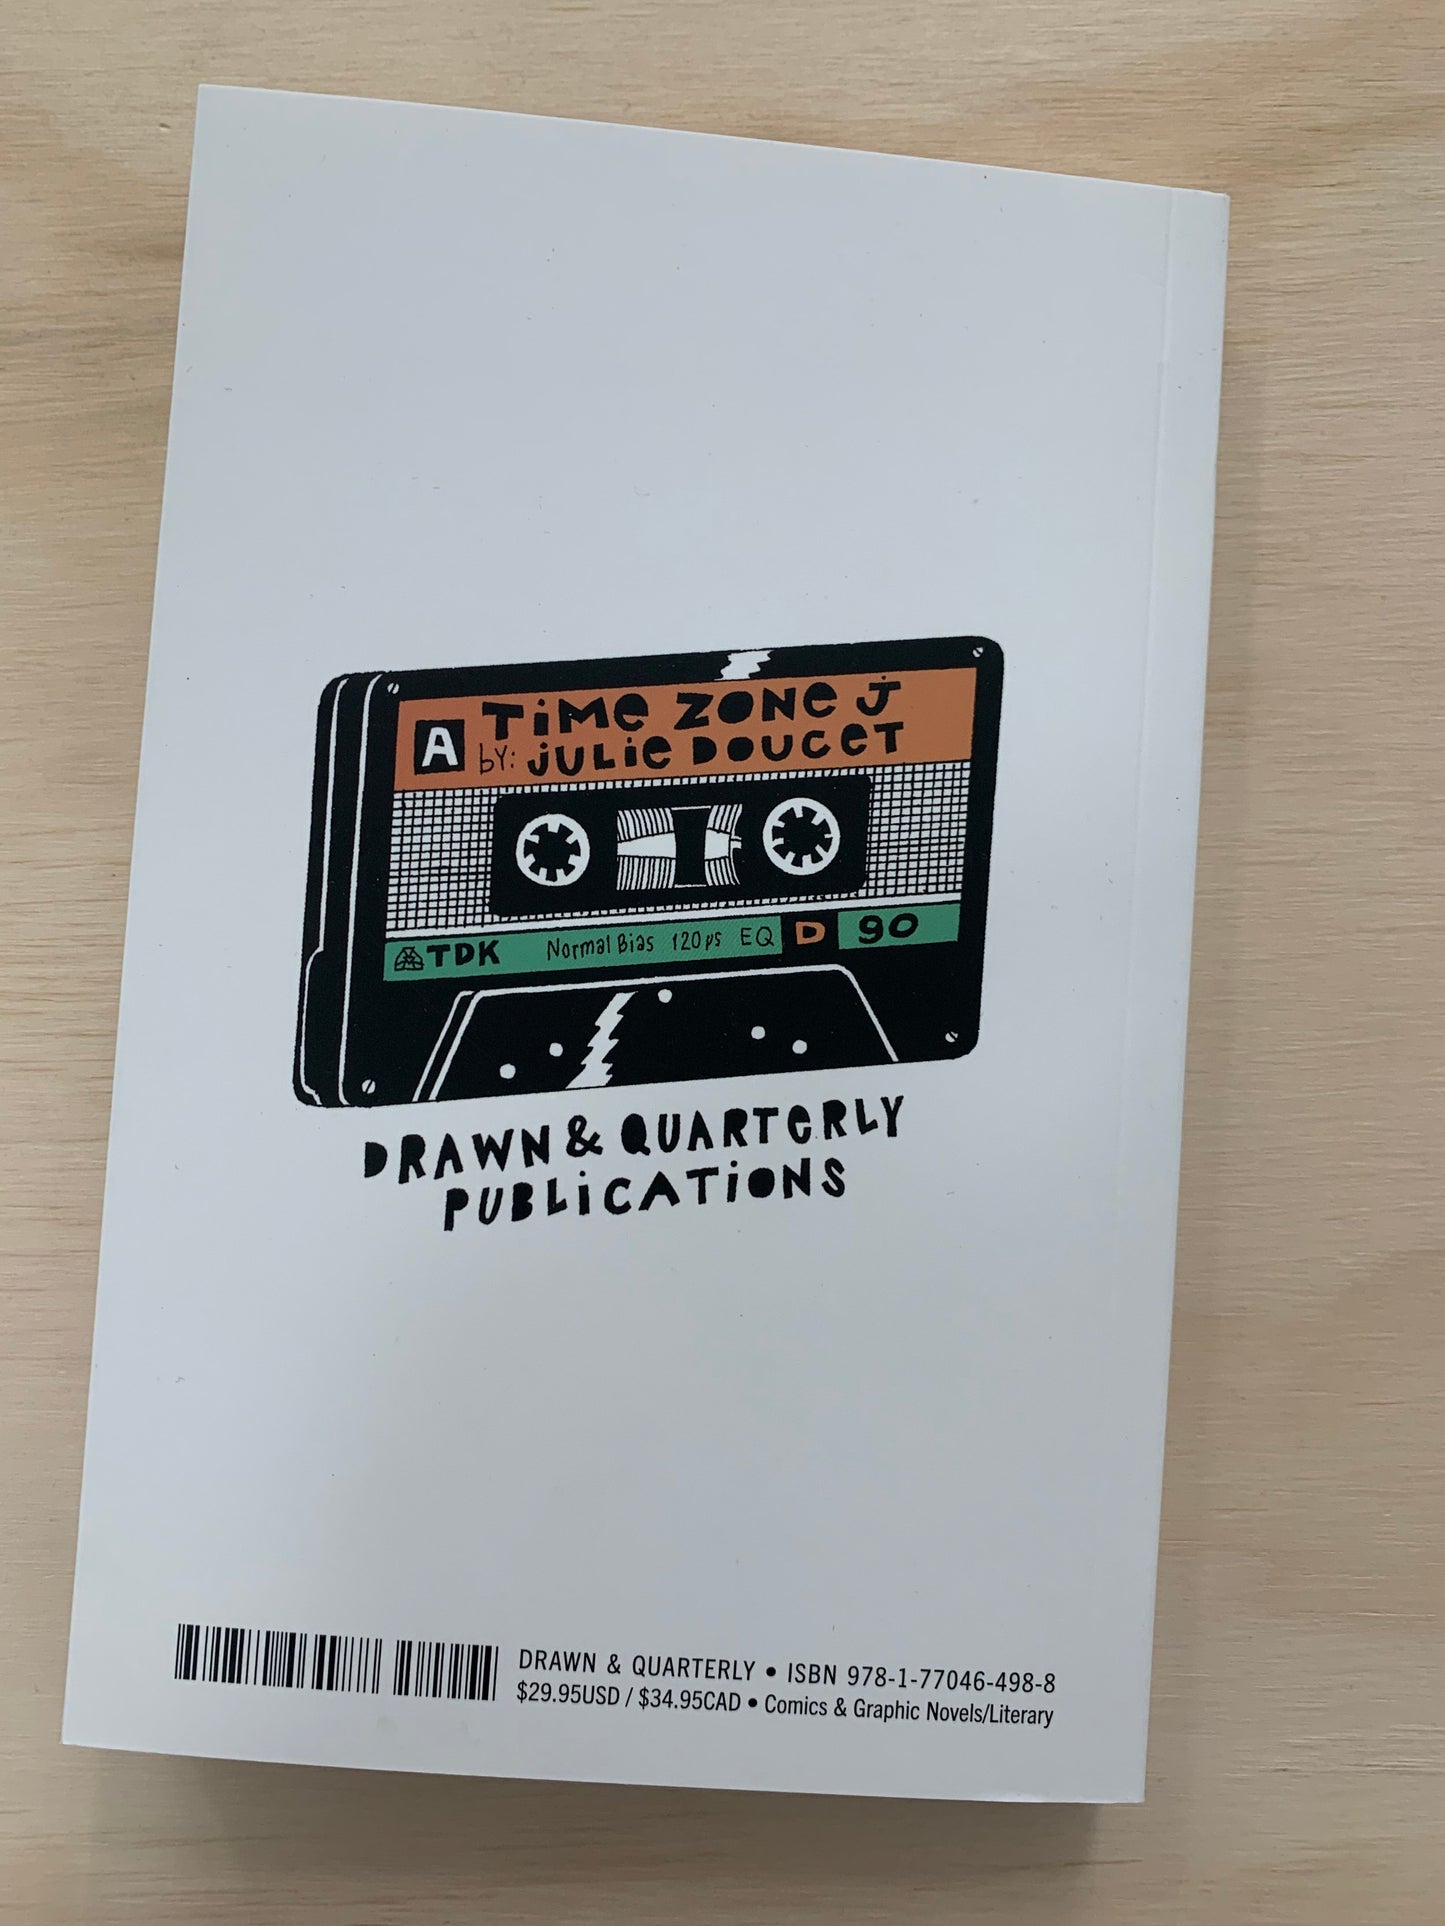 A
TiMe ZONe J
by: JULie DOUCeT
TDK Normal Bias 120 μs EQ D 90
DRAWN & QUARTeRLY
PUBLiCATiONS
DRAWN & QUARTERLY • ISBN 978-1-77046-498-8
$29.95USD / $34.95CAD • Comics & Graphic Novels/Literary